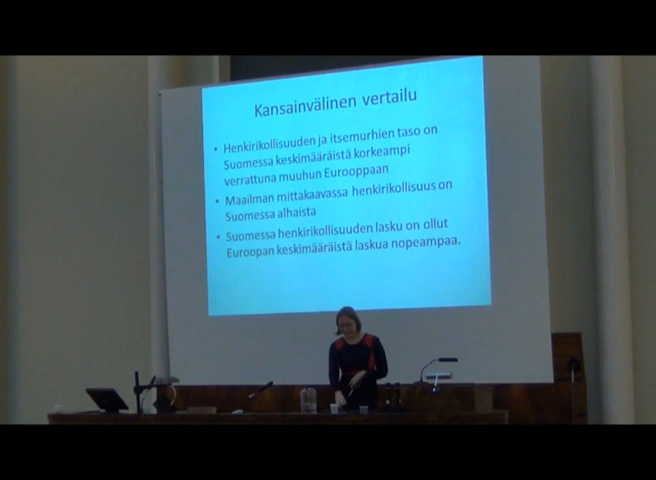 Kansainvälinen vertailu
• Henkirikollisuuden ja itsemurhien taso on
Suomessa keskimääräistä korkeampi
verrattuna muuhun Eurooppaan
• Maailman mittakaavassa henkirikollisuus on
Suomessa alhaista
• Suomessa henkirikollisuuden lasku on ollut
Euroopan keskimääräistä laskua nopeampaa.